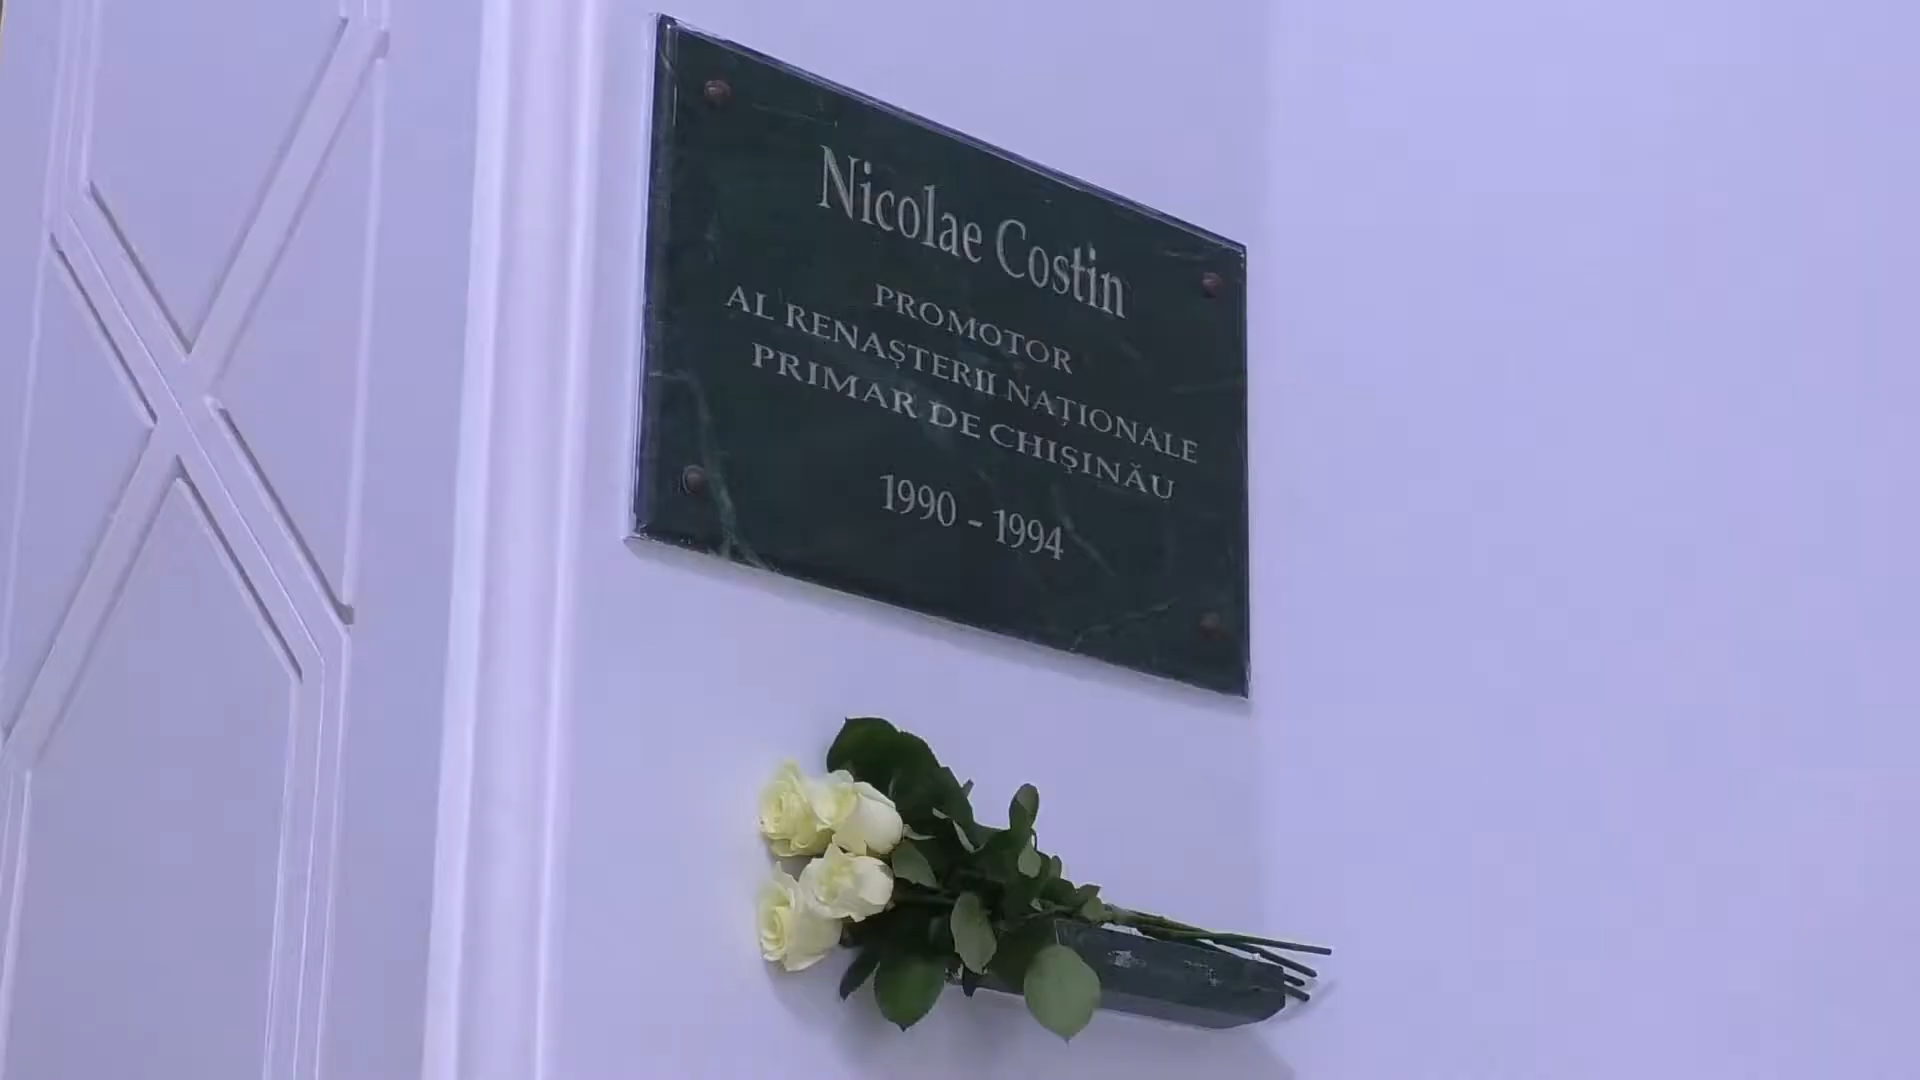 Nicolae Costin
PROMOTOR
AL RENAȘTERII NAȚIONALE
PRIMAR DE CHIȘINĂU
1990 - 1994